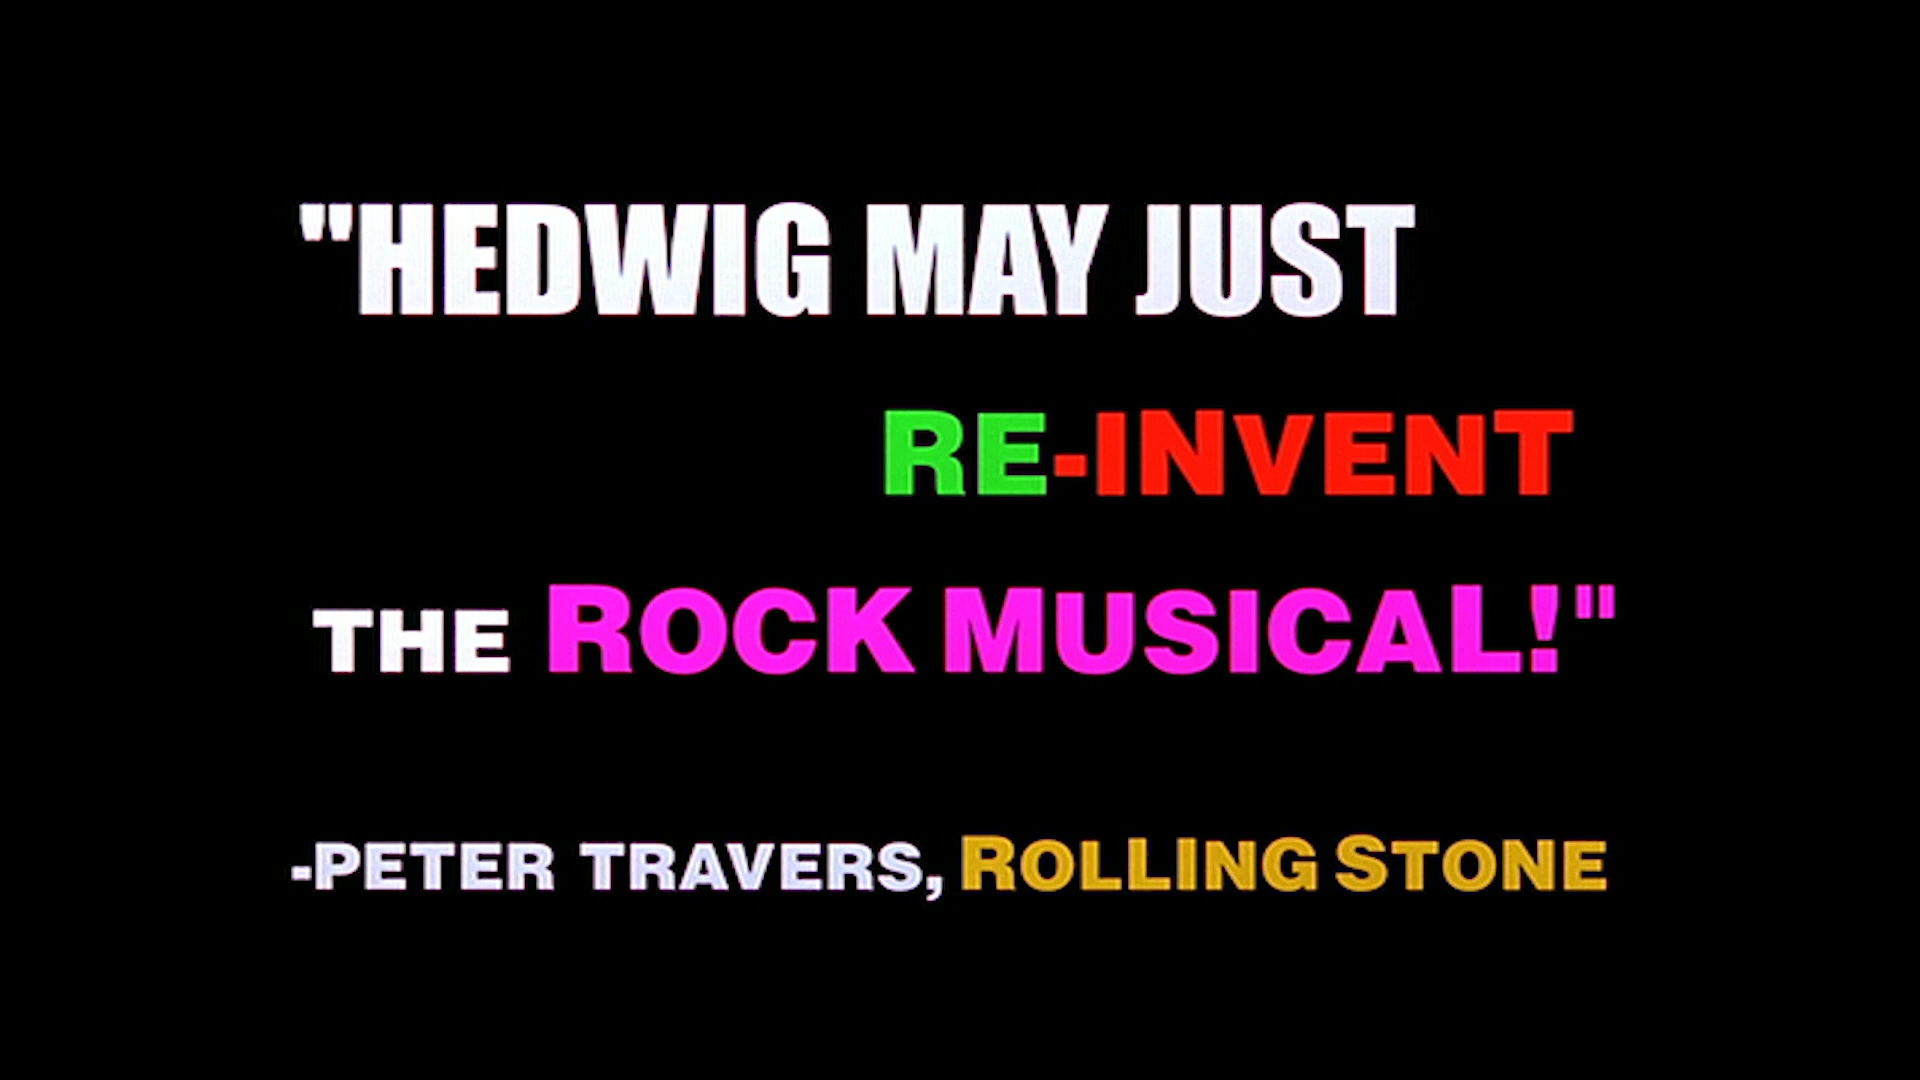 "HEDWIG MAY JUST
RE-INVENT
THE ROCK MUSICAL!"
-PETER TRAVERS, ROLLING STONE